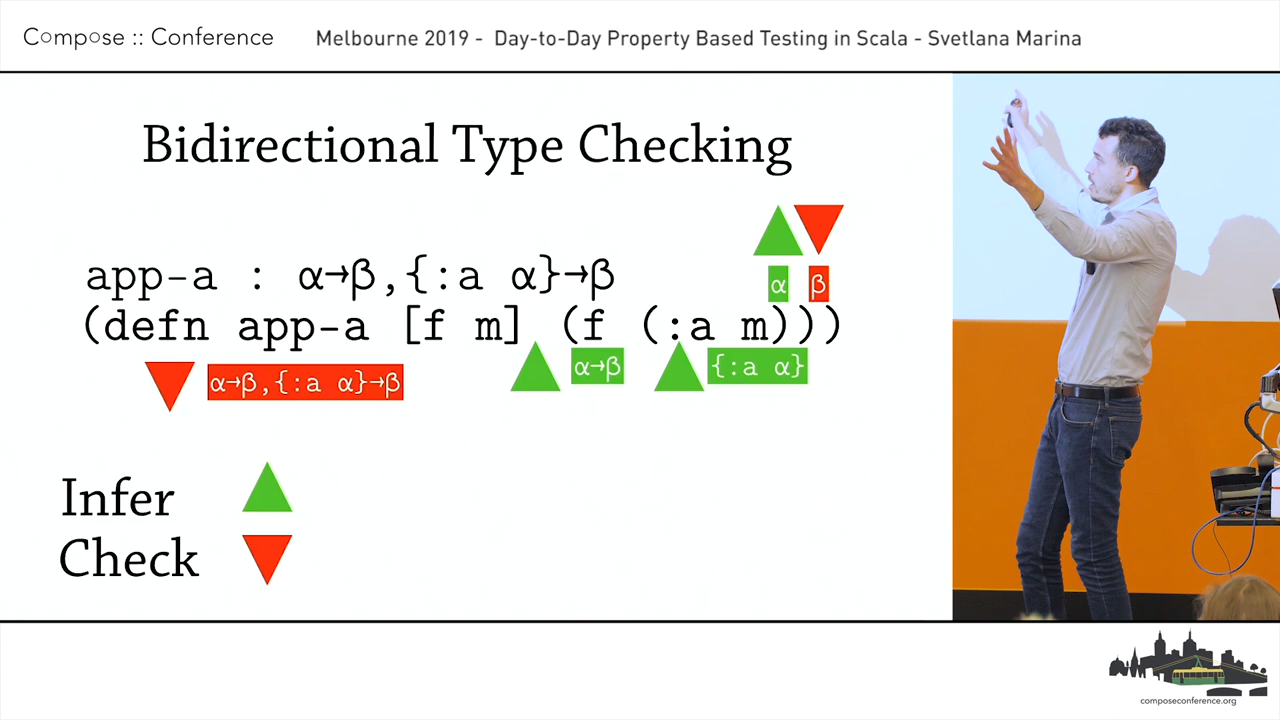 Compose :: Conference
Melbourne 2019 - Day-to-Day Property Based Testing in Scala - Svetlana Marina
Bidirectional Type Checking
α β
app-a : α→β,{:a α}→β
(defn app-a [f m] (f (:a m)))
α→β,{:a α}→β
α→β
{:a α}
Infer
Check
composeconference.org